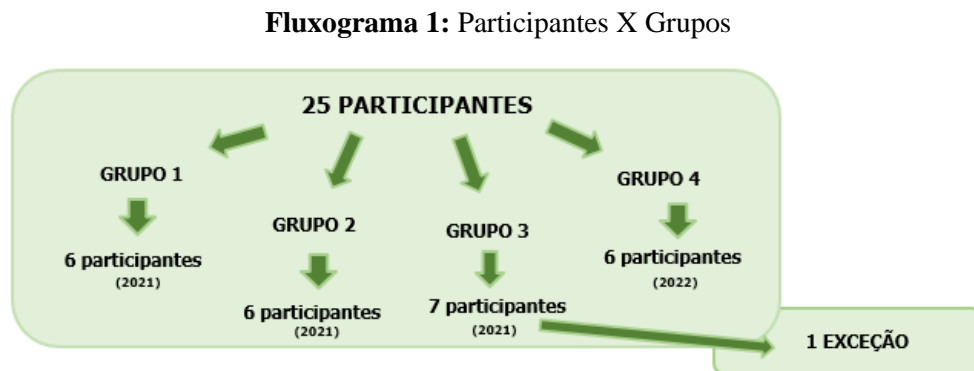 Fluxograma 1: Participantes X Grupos
25 PARTICIPANTES
GRUPO 1
6 participantes
(2021)
GRUPO 2
6 participantes
(2021)
GRUPO 3
7 participantes
(2021)
GRUPO 4
6 participantes
(2022)
1 EXCEÇÃO